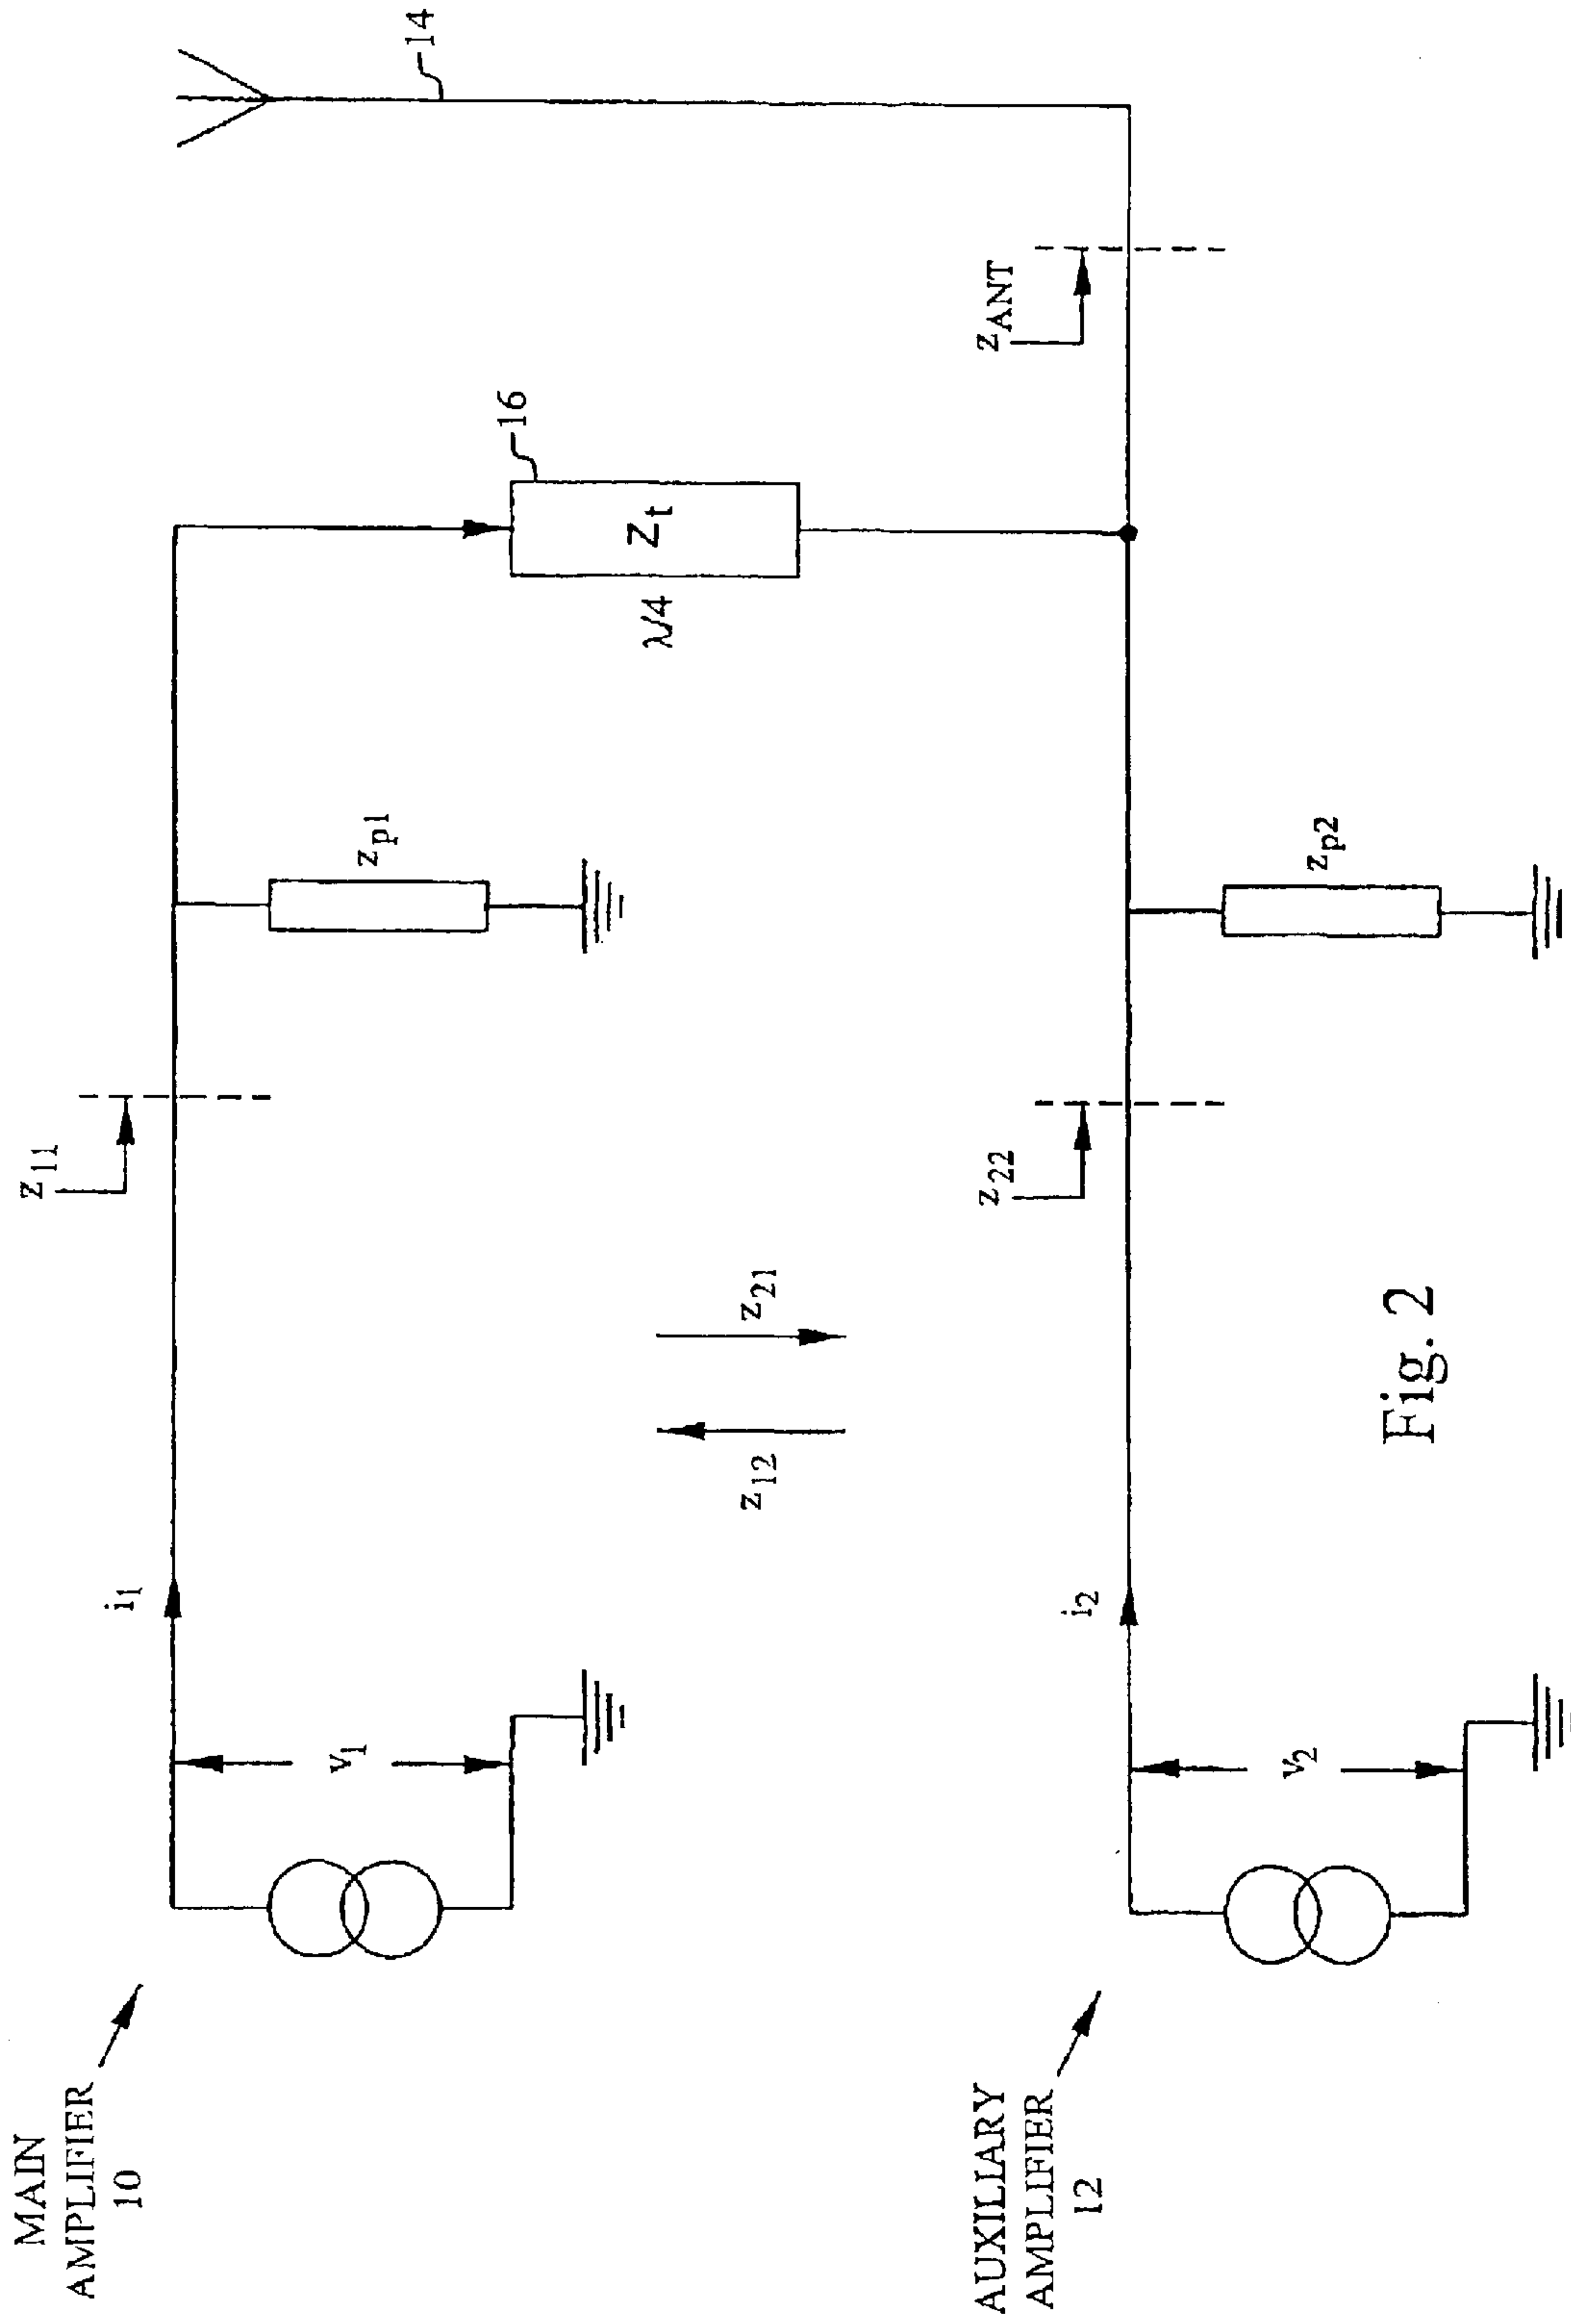 MAIN
AMPLIFIER
10
v1
i1
z11
zp1
λ/4
Zt
16
14
z12
z21
AUXILIARY
AMPLIFIER
12
v2
i2
z22
zp2
zANT
Fig. 2